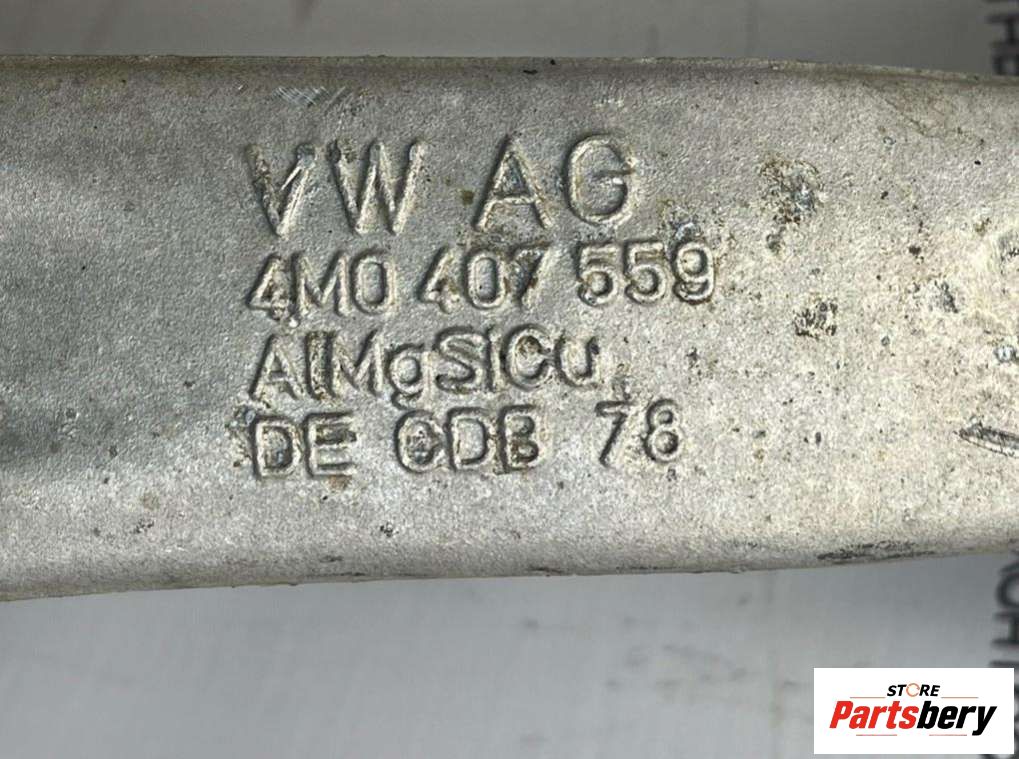 VW AG
4M0 407 559
AlMgSiCu
DE CDB 78
STORE
Partsbery